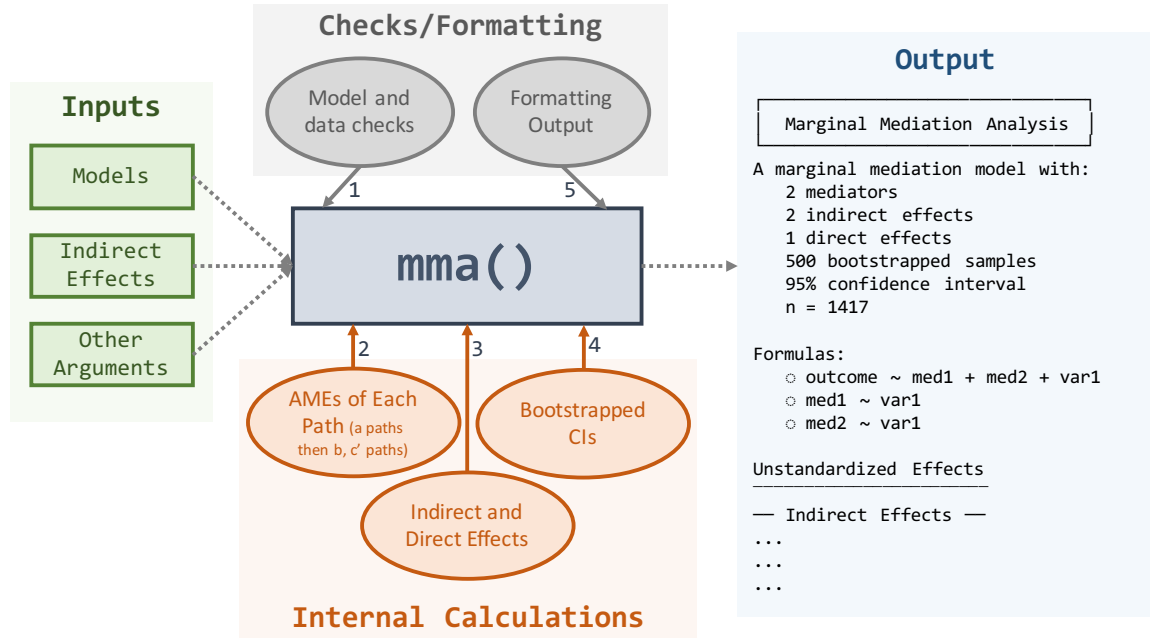 Checks/Formatting
Model and
data checks
Formatting
Output
1
5
Inputs
Models
Indirect
Effects
Other
Arguments
mma()
2
3
4
AMEs of Each
Path (a paths
then b, c’ paths)
Bootstrapped
CIs
Indirect and
Direct Effects
Internal Calculations
Output
Marginal Mediation Analysis
A marginal mediation model with:
2 mediators
2 indirect effects
1 direct effects
500 bootstrapped samples
95% confidence interval
n = 1417
Formulas:
◌ outcome ~ med1 + med2 + var1
◌ med1 ~ var1
◌ med2 ~ var1
Unstandardized Effects
—— Indirect Effects ——
...
...
...